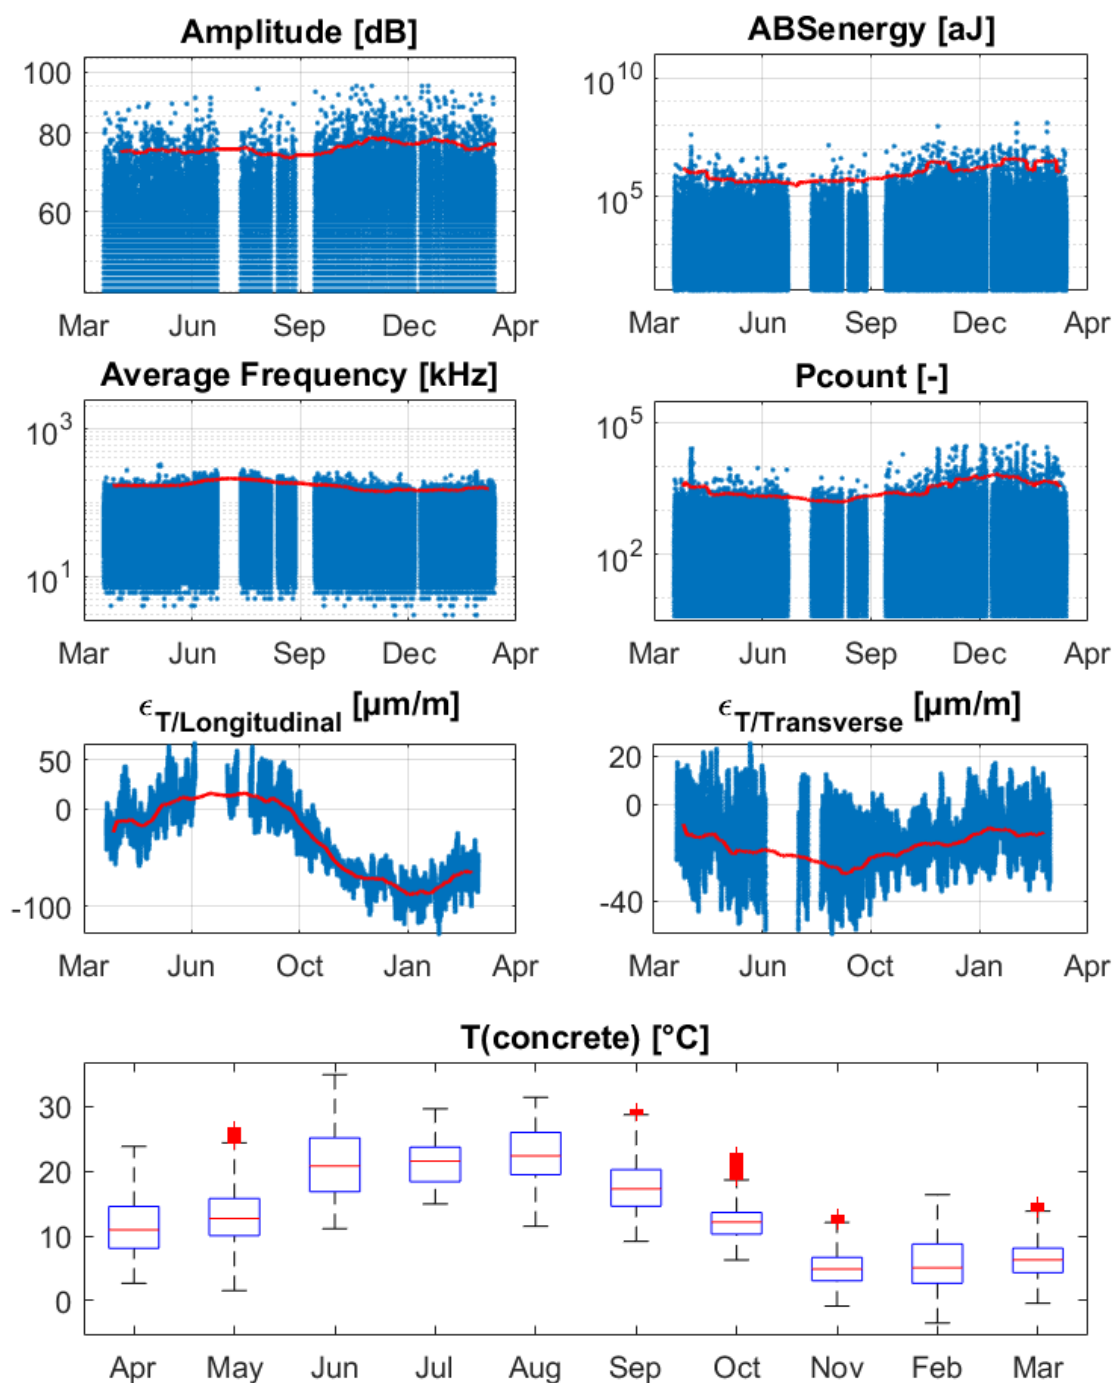 Amplitude [dB]
100
80
60
Mar Jun Sep Dec Apr
ABSenergy [aJ]
10^10
10^5
Mar Jun Sep Dec Apr
Average Frequency [kHz]
10^3
10^1
Mar Jun Sep Dec Apr
Pcount [-]
10^5
10^2
Mar Jun Sep Dec Apr
ϵ_T/Longitudinal [µm/m]
50
0
-100
Mar Jun Oct Jan Apr
ϵ_T/Transverse [µm/m]
20
0
-40
Mar Jun Oct Jan Apr
T(concrete) [°C]
30
20
10
0
Apr May Jun Jul Aug Sep Oct Nov Feb Mar